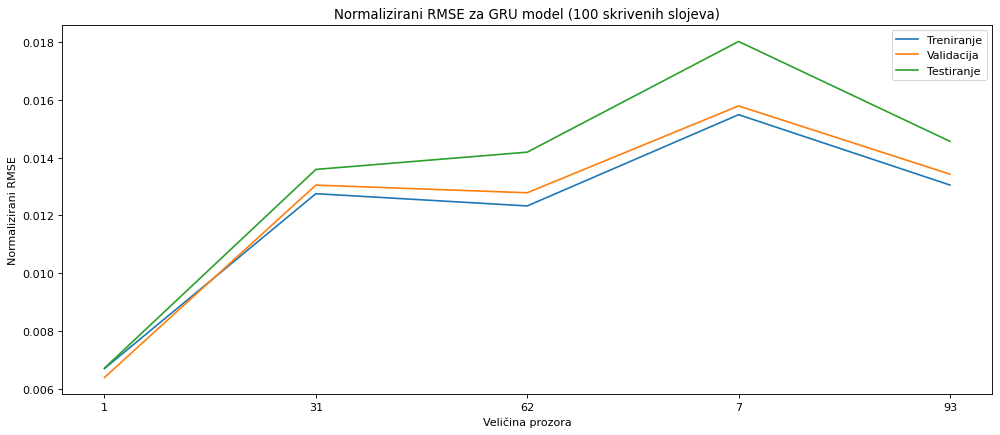 Normalizirani RMSE za GRU model (100 skrivenih slojeva)
Treniranje
Validacija
Testiranje
Normalizirani RMSE
0.018
0.016
0.014
0.012
0.010
0.008
0.006
1 31 62 7 93
Veličina prozora